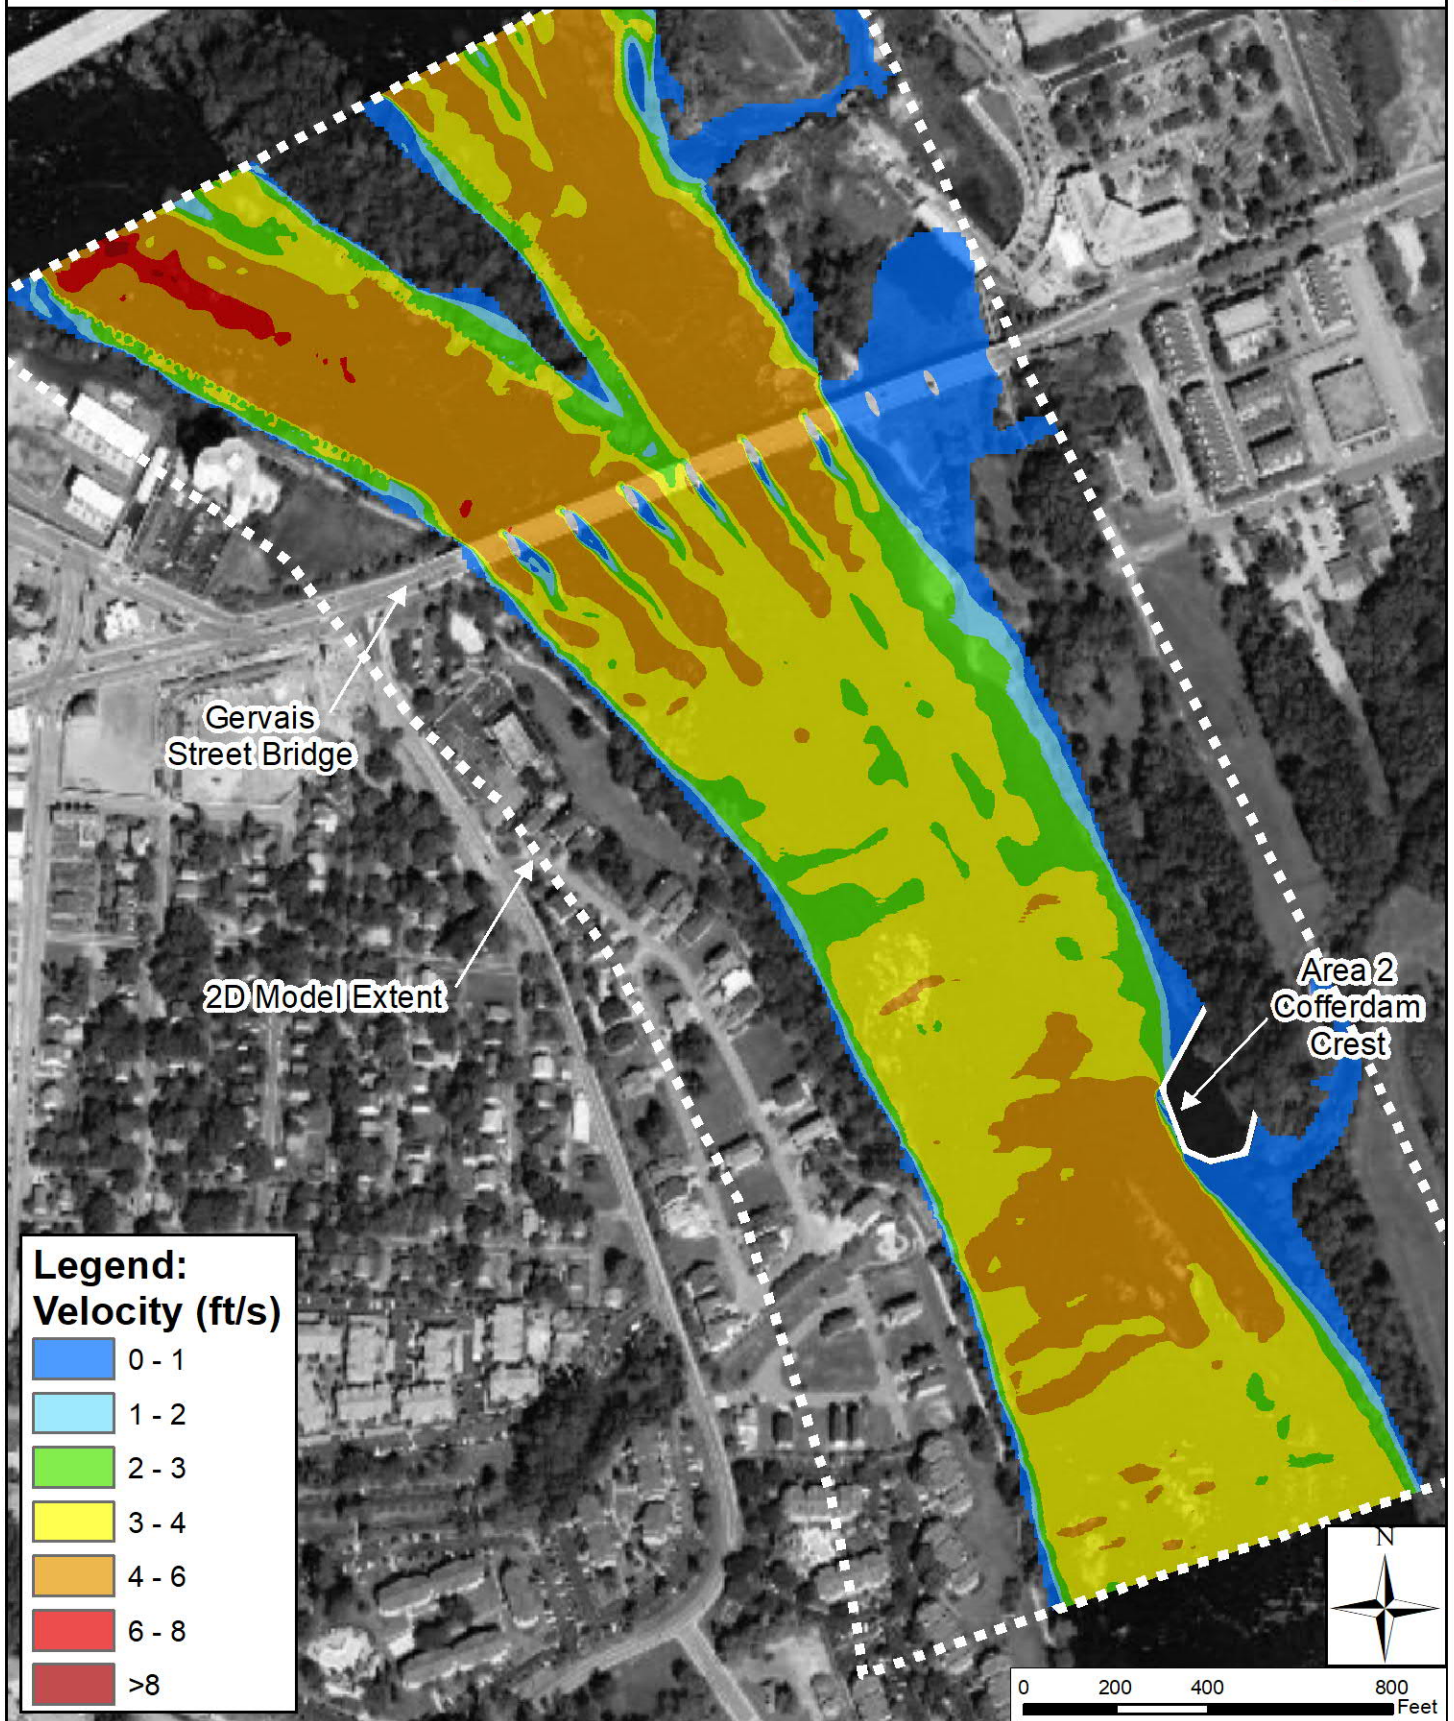 Gervais
Street Bridge
2D Model Extent
Area 2
Cofferdam
Crest
Legend:
Velocity (ft/s)
0 - 1
1 - 2
2 - 3
3 - 4
4 - 6
6 - 8
>8
N
0 200 400 800
Feet